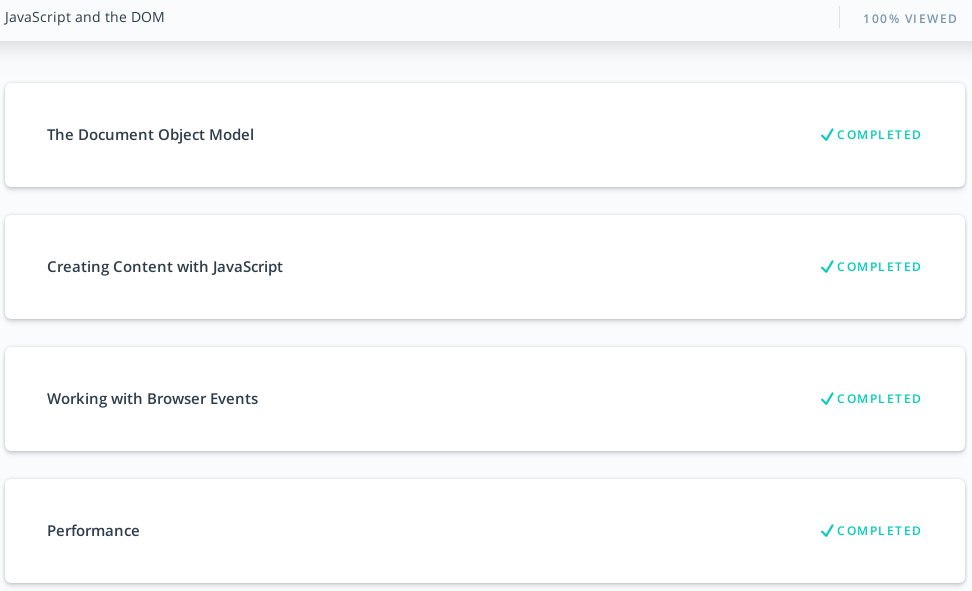 JavaScript and the DOM
100% VIEWED
The Document Object Model
COMPLETED
Creating Content with JavaScript
COMPLETED
Working with Browser Events
COMPLETED
Performance
COMPLETED